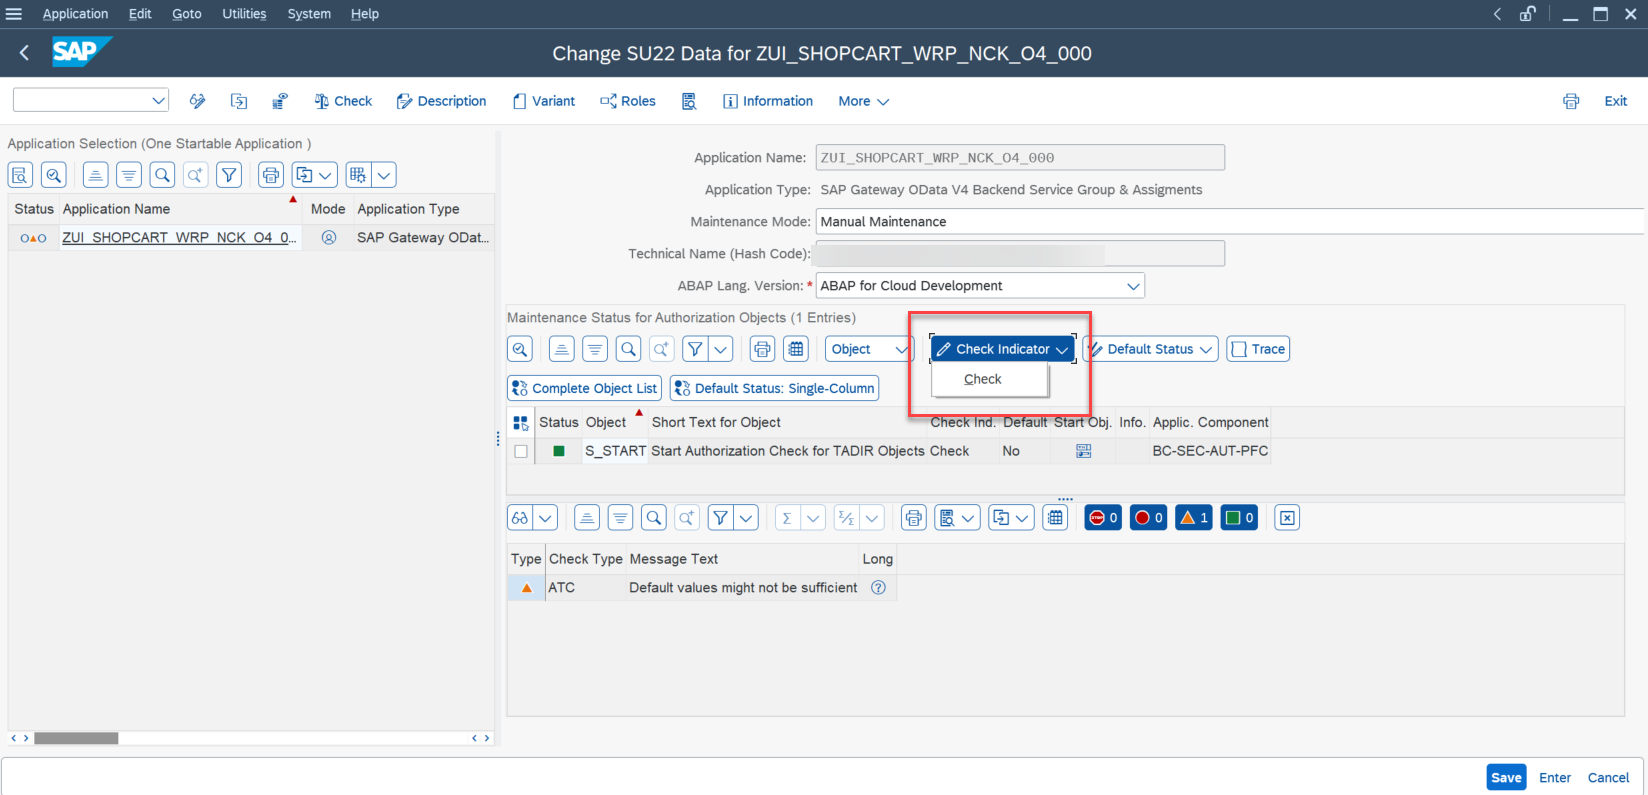 Application Edit Goto Utilities System Help
SAP
Change SU22 Data for ZUI_SHOPCART_WRP_NCK_O4_000
Check Description Variant Roles Information More Exit
Application Selection (One Startable Application )
Status Application Name Mode Application Type
ZUI_SHOPCART_WRP_NCK_O4_0... SAP Gateway ODat...
Application Name: ZUI_SHOPCART_WRP_NCK_O4_000
Application Type: SAP Gateway OData V4 Backend Service Group & Assigments
Maintenance Mode: Manual Maintenance
Technical Name (Hash Code):
ABAP Lang. Version: * ABAP for Cloud Development
Maintenance Status for Authorization Objects (1 Entries)
Object Check Indicator Default Status Trace
Check
Complete Object List Default Status: Single-Column
Status Object Short Text for Object Check Ind. Default Start Obj. Info. Applic. Component
S_START Start Authorization Check for TADIR Objects Check No BC-SEC-AUT-PFC
STOP 0 0 1 0
Type Check Type Message Text Long
ATC Default values might not be sufficient
Save Enter Cancel